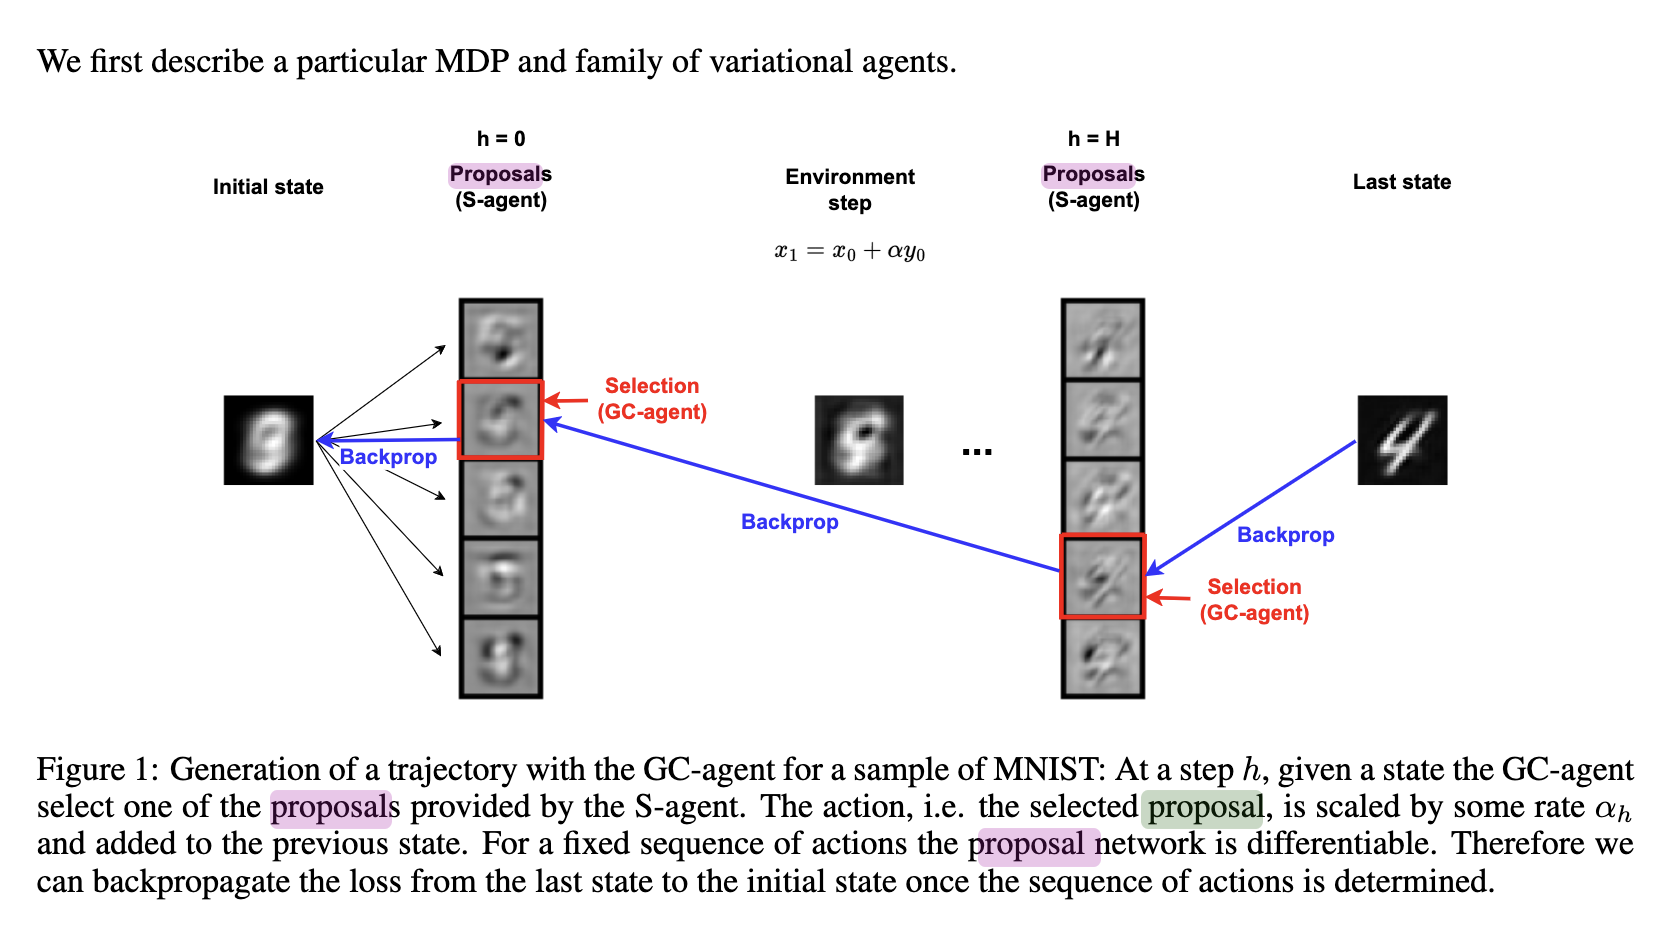 We first describe a particular MDP and family of variational agents.
h = 0
h = H
Initial state
Proposals
(S-agent)
Environment
step
Proposals
(S-agent)
Last state
x₁ = x₀ + αy₀
Selection
(GC-agent)
Backprop
...
Backprop
Backprop
Selection
(GC-agent)
Figure 1: Generation of a trajectory with the GC-agent for a sample of MNIST: At a step h, given a state the GC-agent
select one of the proposals provided by the S-agent. The action, i.e. the selected proposal, is scaled by some rate αₕ
and added to the previous state. For a fixed sequence of actions the proposal network is differentiable. Therefore we
can backpropagate the loss from the last state to the initial state once the sequence of actions is determined.